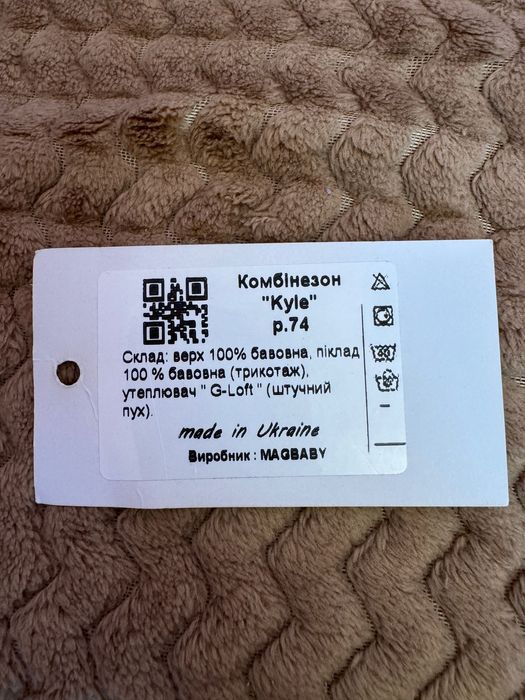 Комбінезон
"Kyle"
р.74
Склад: верх 100% бавовна, піклад
100 % бавовна (трикотаж),
утеплювач " G-Loft " (штучний
пух).
made in Ukraine
Виробник : MAGBABY